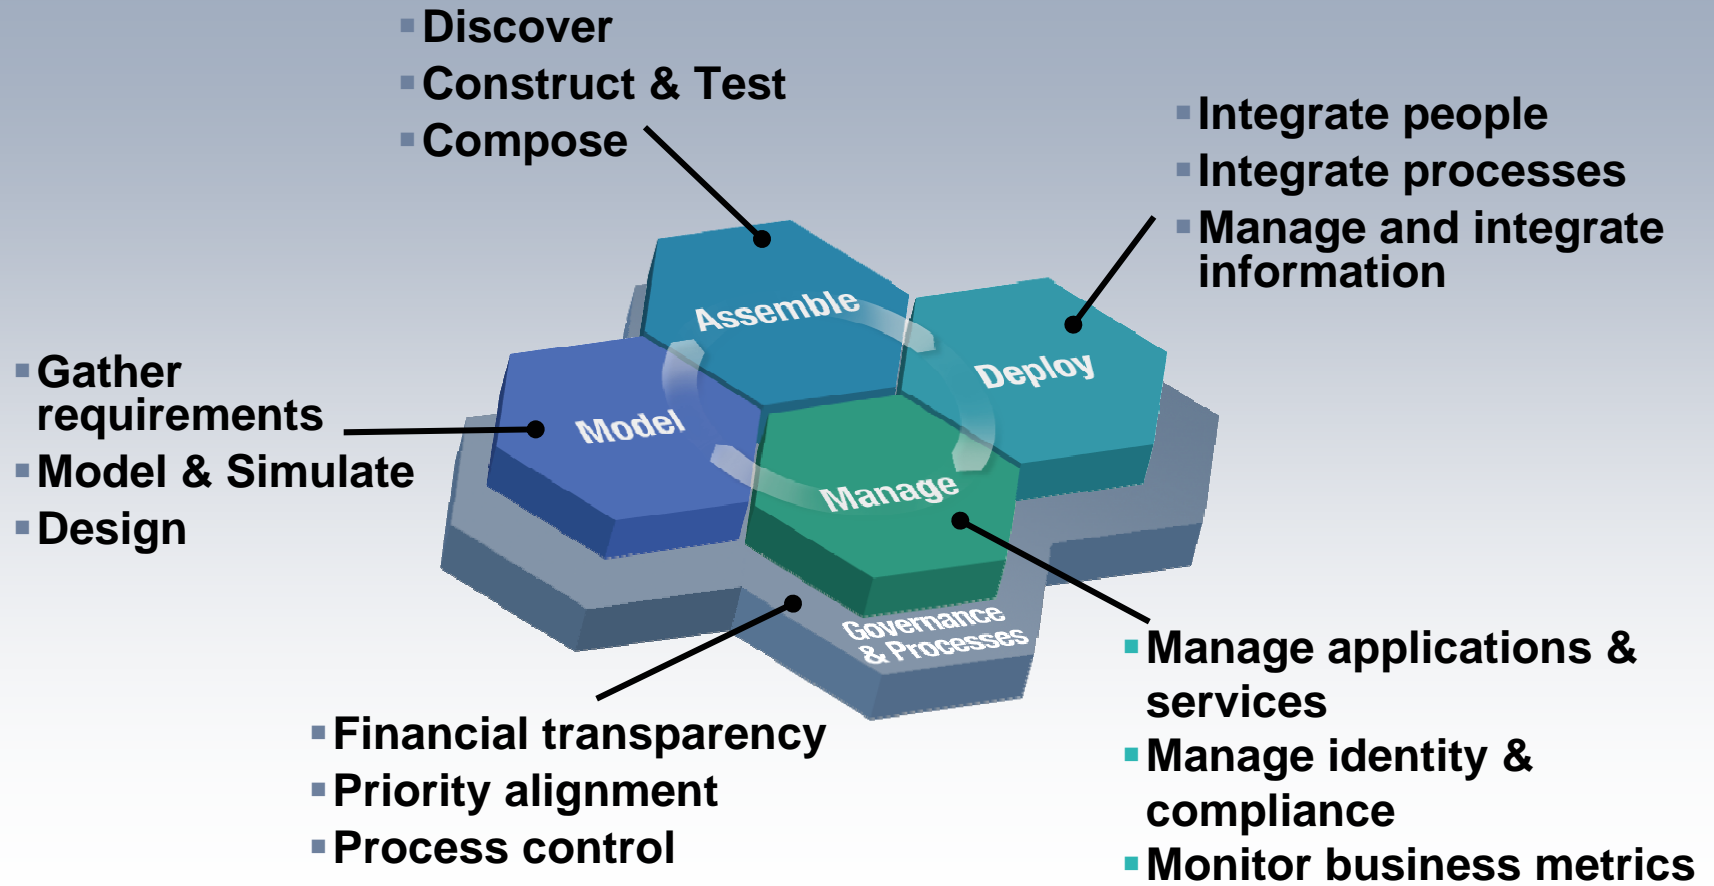 Discover
Construct & Test
Compose
Integrate people
Integrate processes
Manage and integrate
information
Assemble
Deploy
Model
Manage
Governance
& Processes
Gather
requirements
Model & Simulate
Design
Financial transparency
Priority alignment
Process control
Manage applications &
services
Manage identity &
compliance
Monitor business metrics